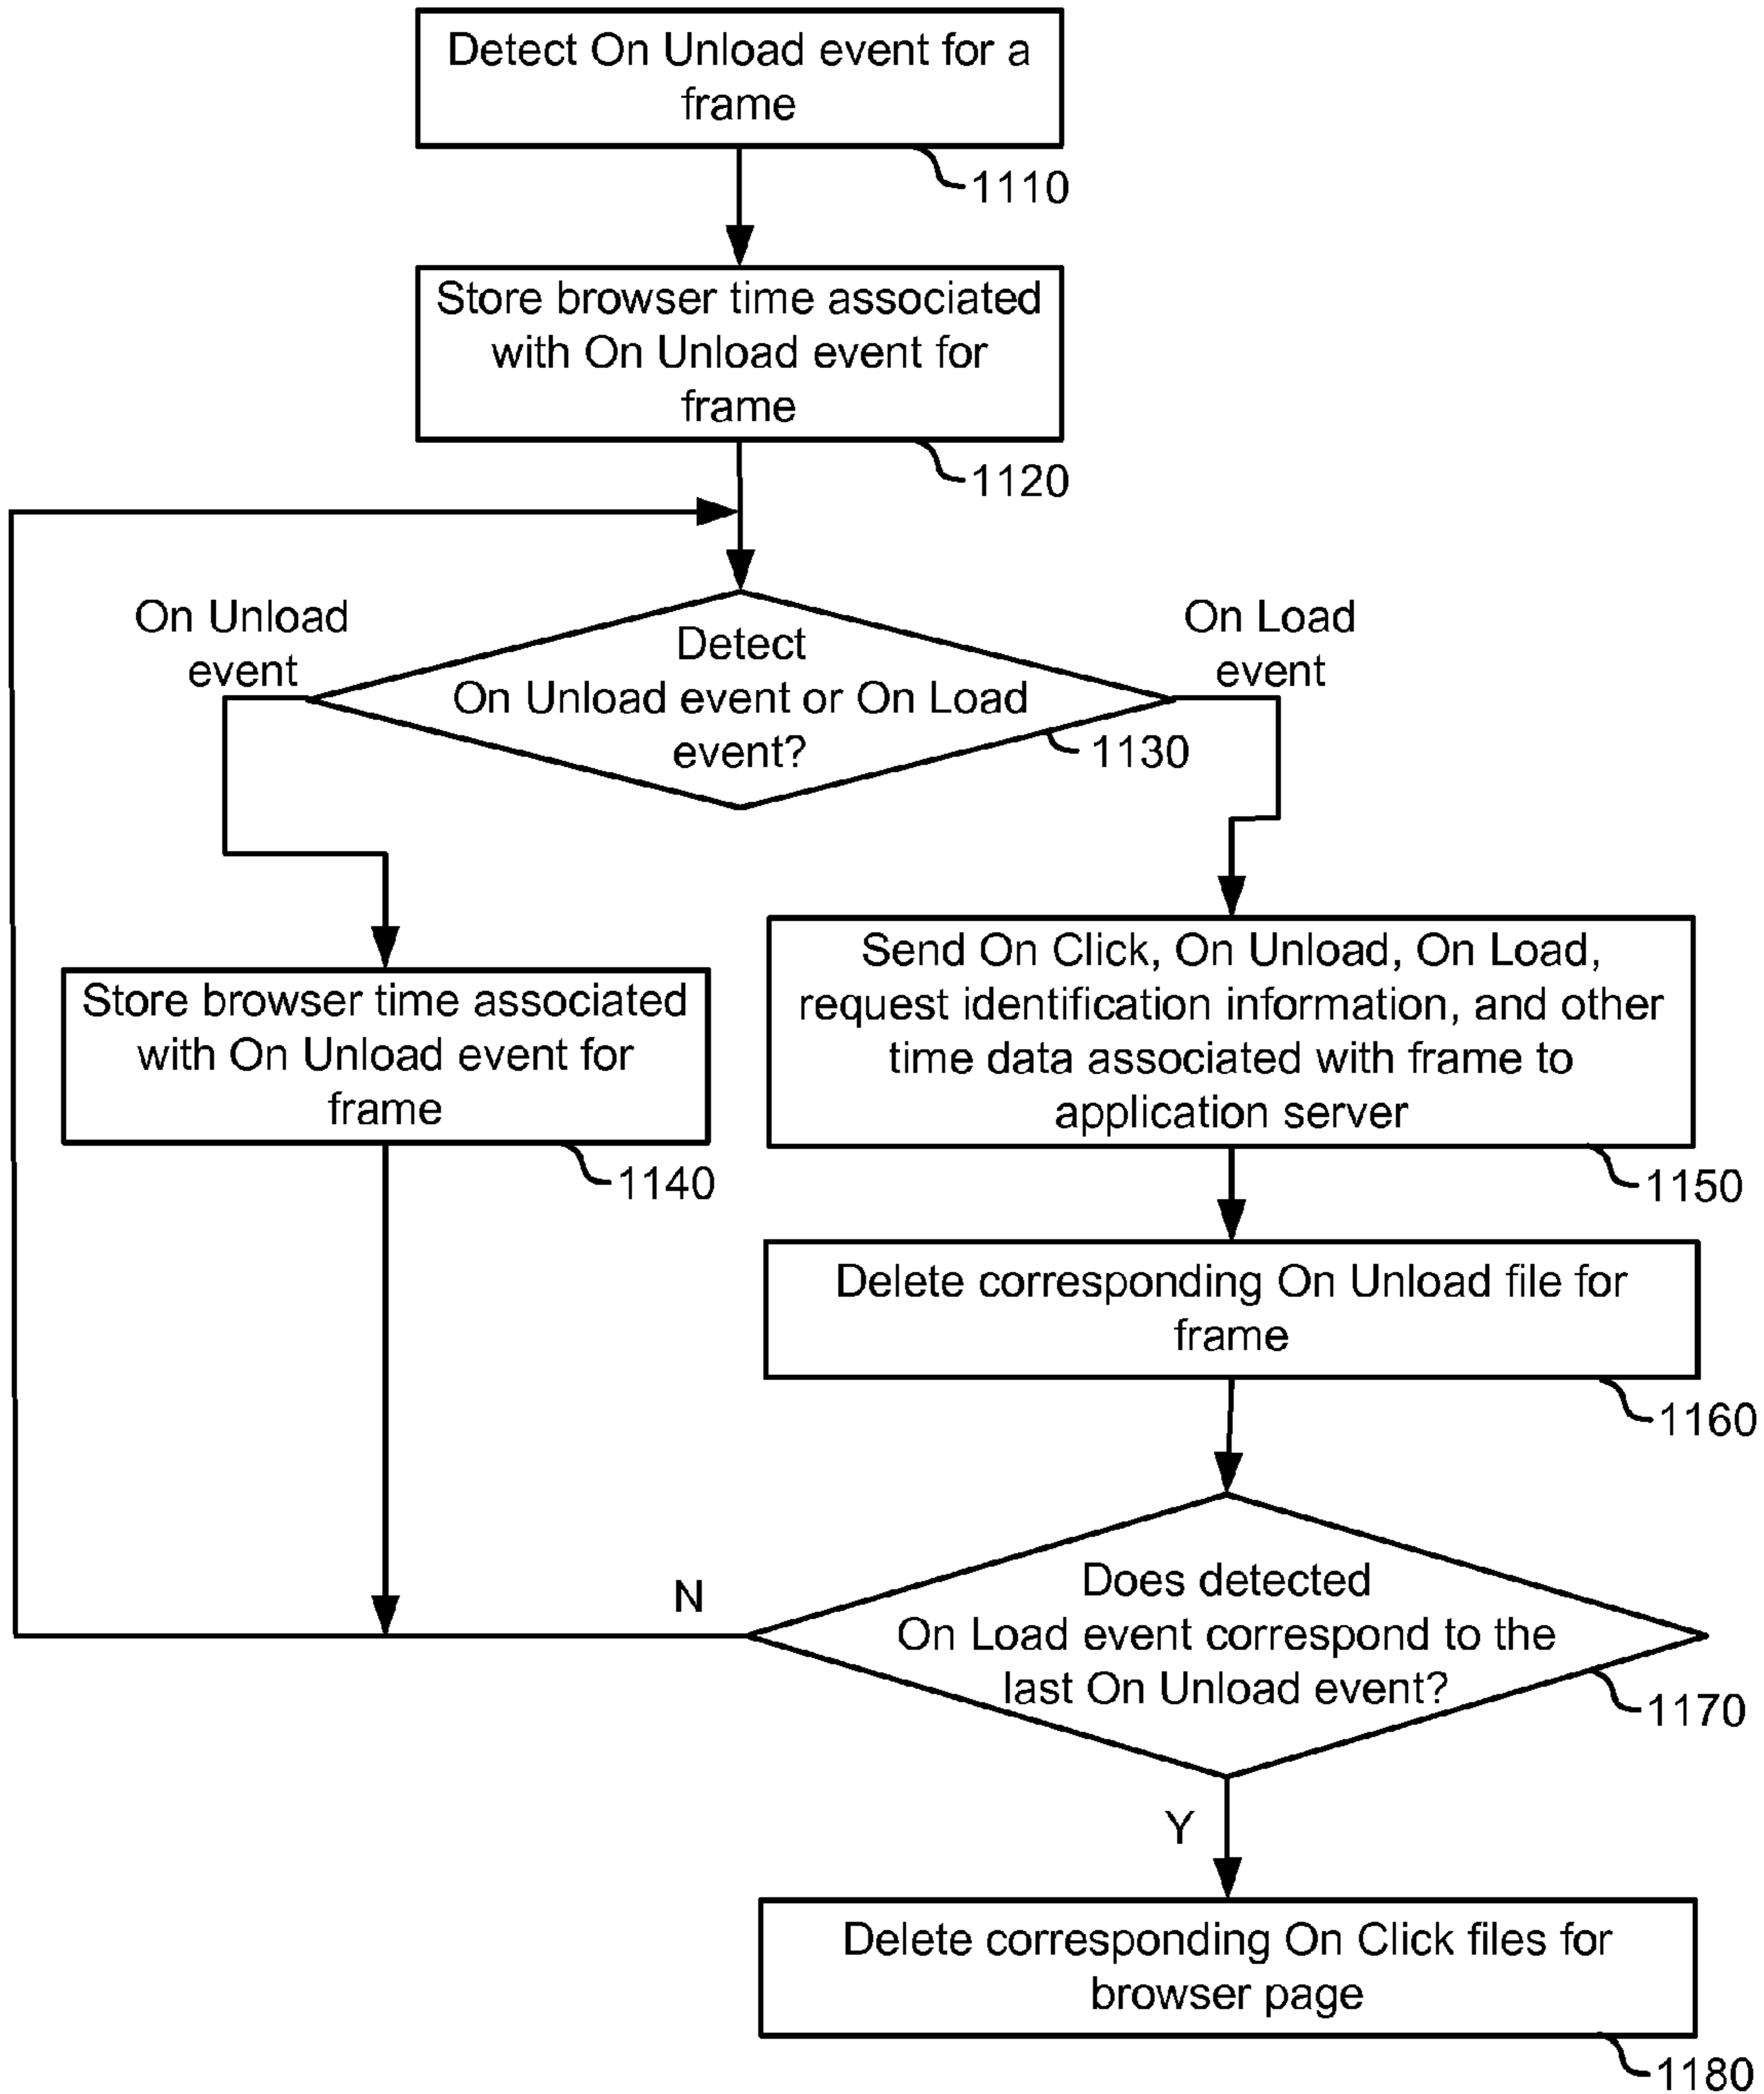 Detect On Unload event for a
frame
1110
Store browser time associated
with On Unload event for
frame
1120
On Unload
event
Detect
On Unload event or On Load
event?
1130
On Load
event
Store browser time associated
with On Unload event for
frame
1140
Send On Click, On Unload, On Load,
request identification information, and other
time data associated with frame to
application server
1150
Delete corresponding On Unload file for
frame
1160
N
Does detected
On Load event correspond to the
last On Unload event?
1170
Y
Delete corresponding On Click files for
browser page
1180